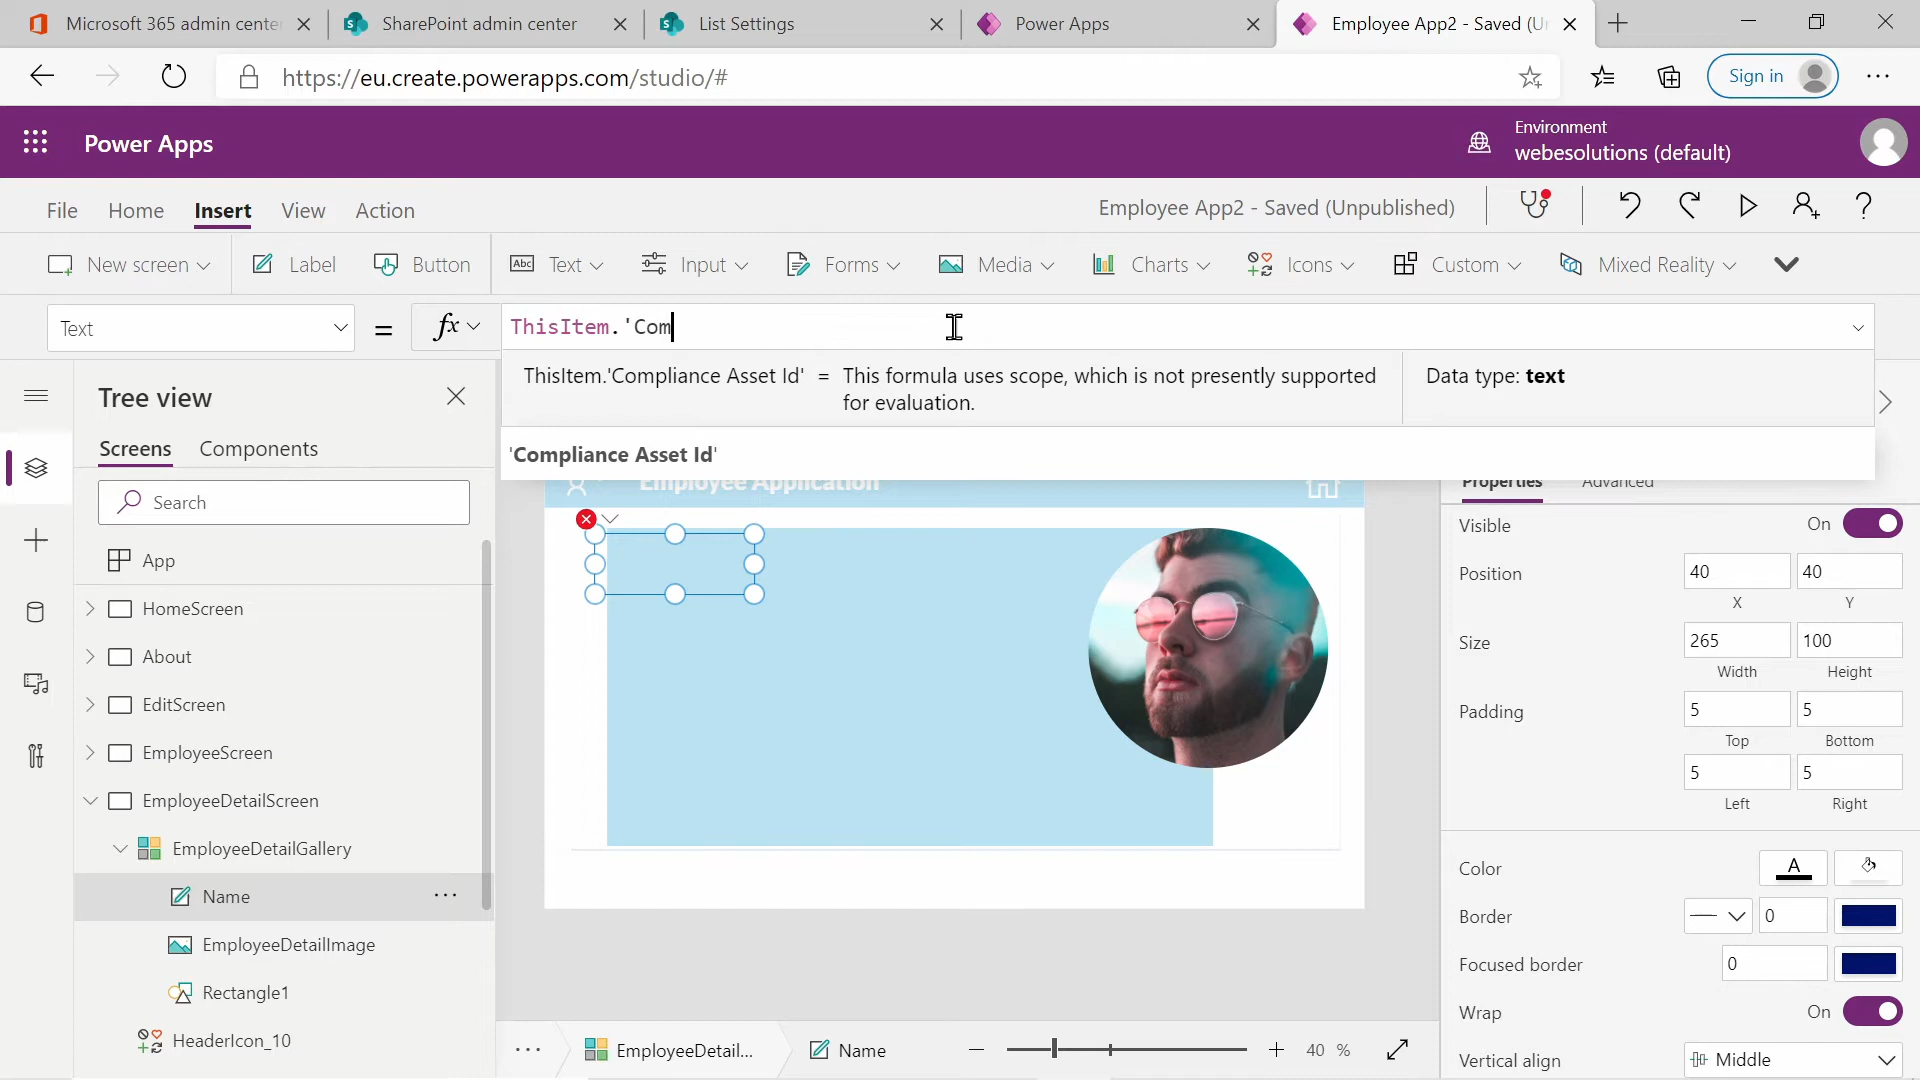 Microsoft 365 admin cente
SharePoint admin center
List Settings
Power Apps
Employee App2 - Saved (U
https://eu.create.powerapps.com/studio/#
Sign in
Power Apps
Environment
webesolutions (default)
File
Home
Insert
View
Action
Employee App2 - Saved (Unpublished)
New screen
Label
Button
Abc
Text
Input
Forms
Media
Charts
Icons
Custom
Mixed Reality
Text
=
fx
ThisItem.'Com
ThisItem.'Compliance Asset Id' = This formula uses scope, which is not presently supported
for evaluation.
Data type: text
'Compliance Asset Id'
Tree view
Screens
Components
Search
App
HomeScreen
About
EditScreen
EmployeeScreen
EmployeeDetailScreen
EmployeeDetailGallery
Name
EmployeeDetailImage
Rectangle1
HeaderIcon_10
Employee Application
Properties
Advanced
Visible
On
Position
40
40
X
Y
Size
265
100
Width
Height
Padding
5
5
Top
Bottom
5
5
Left
Right
Color
A
Border
0
Focused border
0
Wrap
On
Vertical align
Middle
EmployeeDetail...
Name
40 %